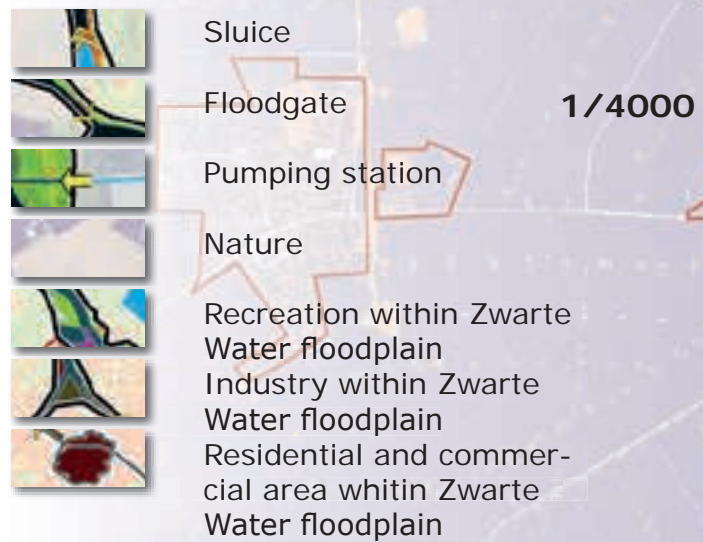 Sluice
Floodgate 1/4000
Pumping station
Nature
Recreation within Zwarte
Water floodplain
Industry within Zwarte
Water floodplain
Residential and commer-
cial area whitin Zwarte
Water floodplain